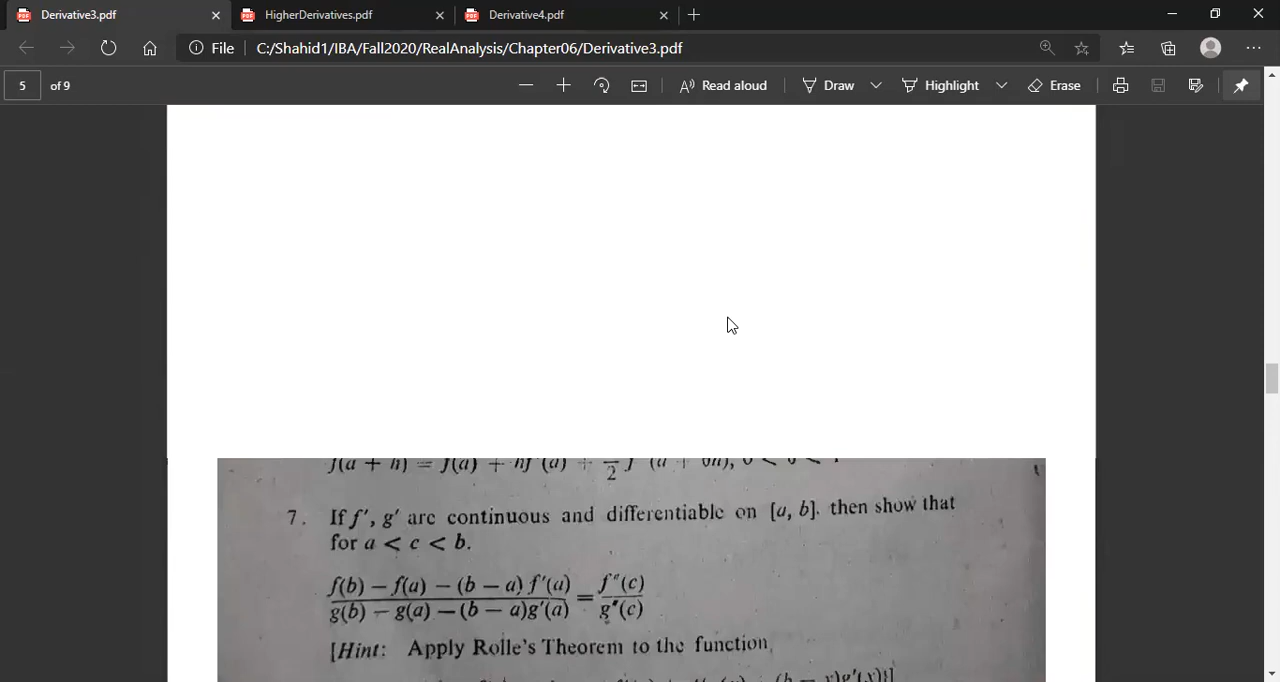 Derivative3.pdf
HigherDerivatives.pdf
Derivative4.pdf
File C:/Shahid1/IBA/Fall2020/RealAnalysis/Chapter06/Derivative3.pdf
5 of 9
Read aloud
Draw
Highlight
Erase
f(a + h) = f(a) + hf'(a) +
7. If f', g' are continuous and differentiable on [a, b]. then show that
for a < c < b.
f(b) – f(a) – (b – a) f'(a) = f"(c)
g(b) – g(a) – (b – a)g'(a) g"(c)
[Hint: Apply Rolle's Theorem to the function
(b – x)g'(x)}]